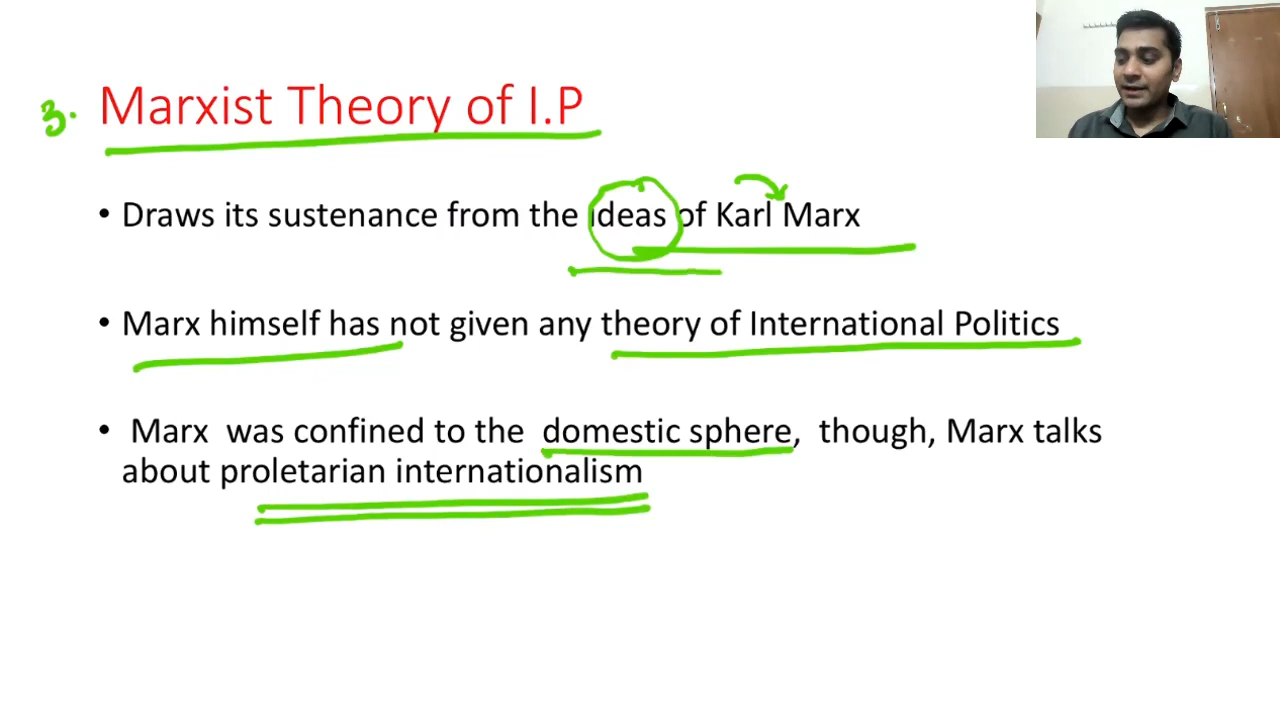 3. Marxist Theory of I.P
• Draws its sustenance from the ideas of Karl Marx
• Marx himself has not given any theory of International Politics
• Marx was confined to the domestic sphere, though, Marx talks
about proletarian internationalism